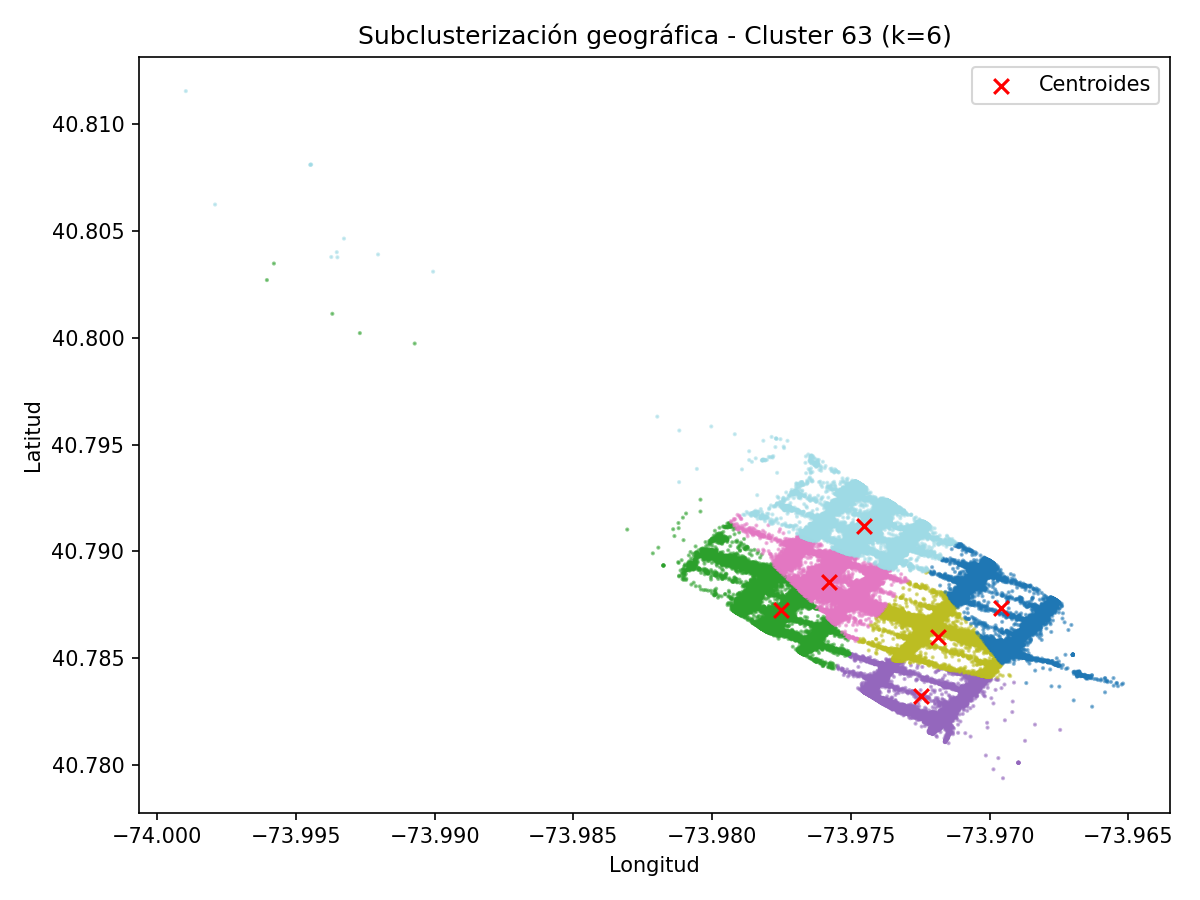 Subclusterización geográfica - Cluster 63 (k=6)
Centroides
40.810
40.805
40.800
40.795
40.790
40.785
40.780
Latitud
−74.000 −73.995 −73.990 −73.985 −73.980 −73.975 −73.970 −73.965
Longitud